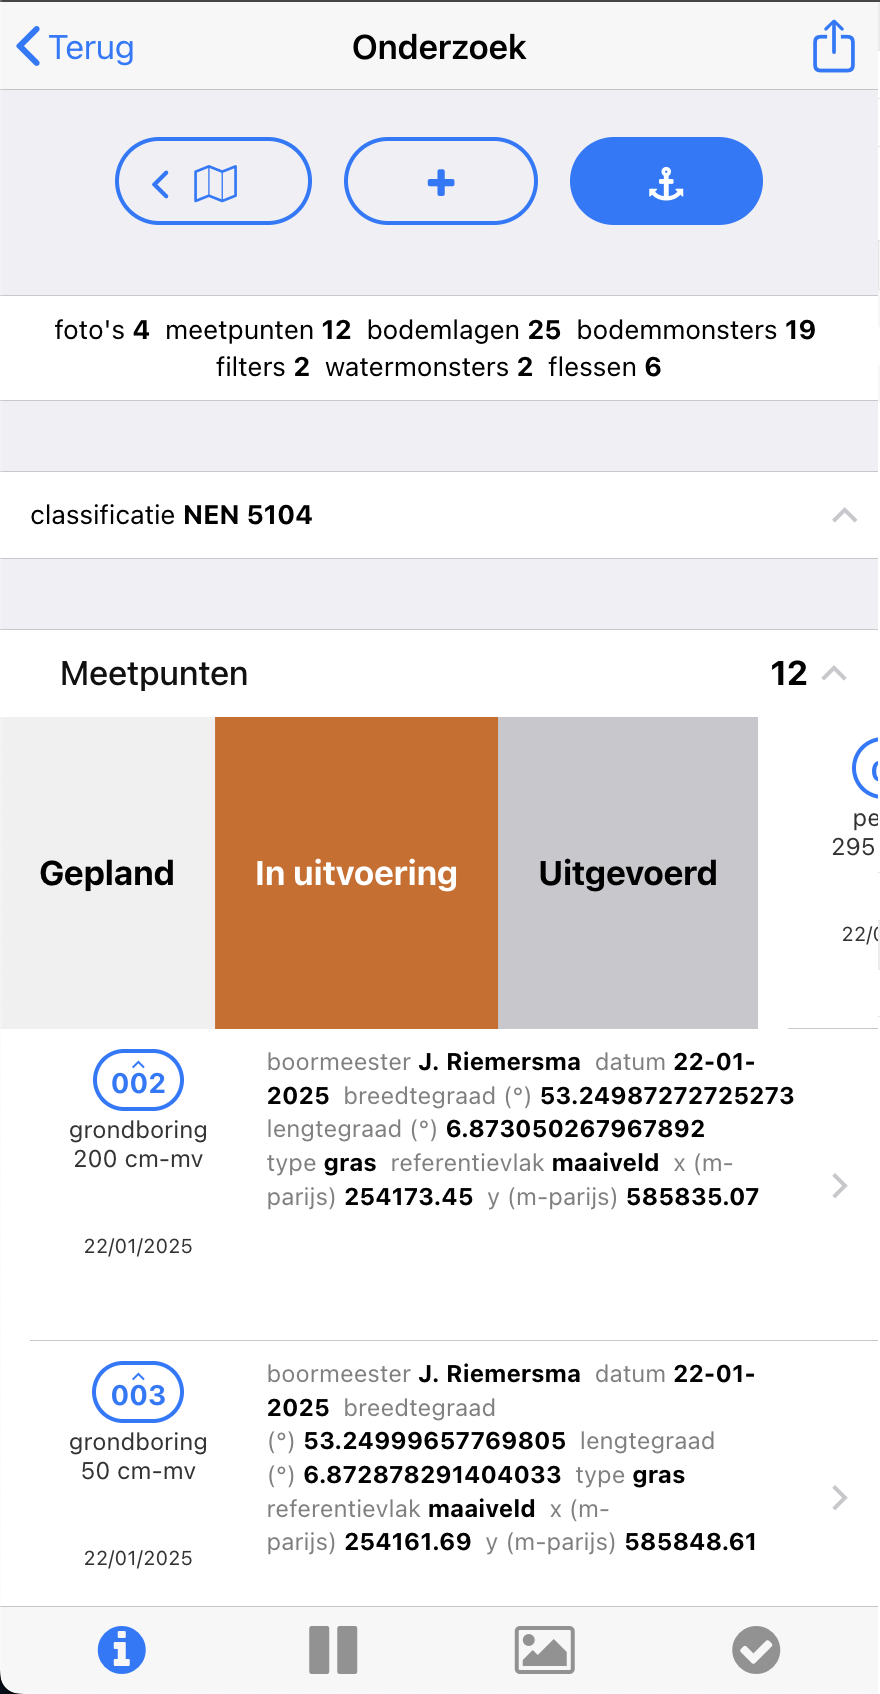 Terug
Onderzoek
foto's 4 meetpunten 12 bodemlagen 25 bodemmonsters 19
filters 2 watermonsters 2 flessen 6
classificatie NEN 5104
Meetpunten 12
Gepland
In uitvoering
Uitgevoerd
pe
295
22/0
002
grondboring
200 cm-mv
22/01/2025
boormeester J. Riemersma datum 22-01-
2025 breedtegraad (°) 53.24987272725273
lengtegraad (°) 6.873050267967892
type gras referentievlak maaiveld x (m-
parijs) 254173.45 y (m-parijs) 585835.07
003
grondboring
50 cm-mv
22/01/2025
boormeester J. Riemersma datum 22-01-
2025 breedtegraad
(°) 53.24999657769805 lengtegraad
(°) 6.872878291404033 type gras
referentievlak maaiveld x (m-
parijs) 254161.69 y (m-parijs) 585848.61